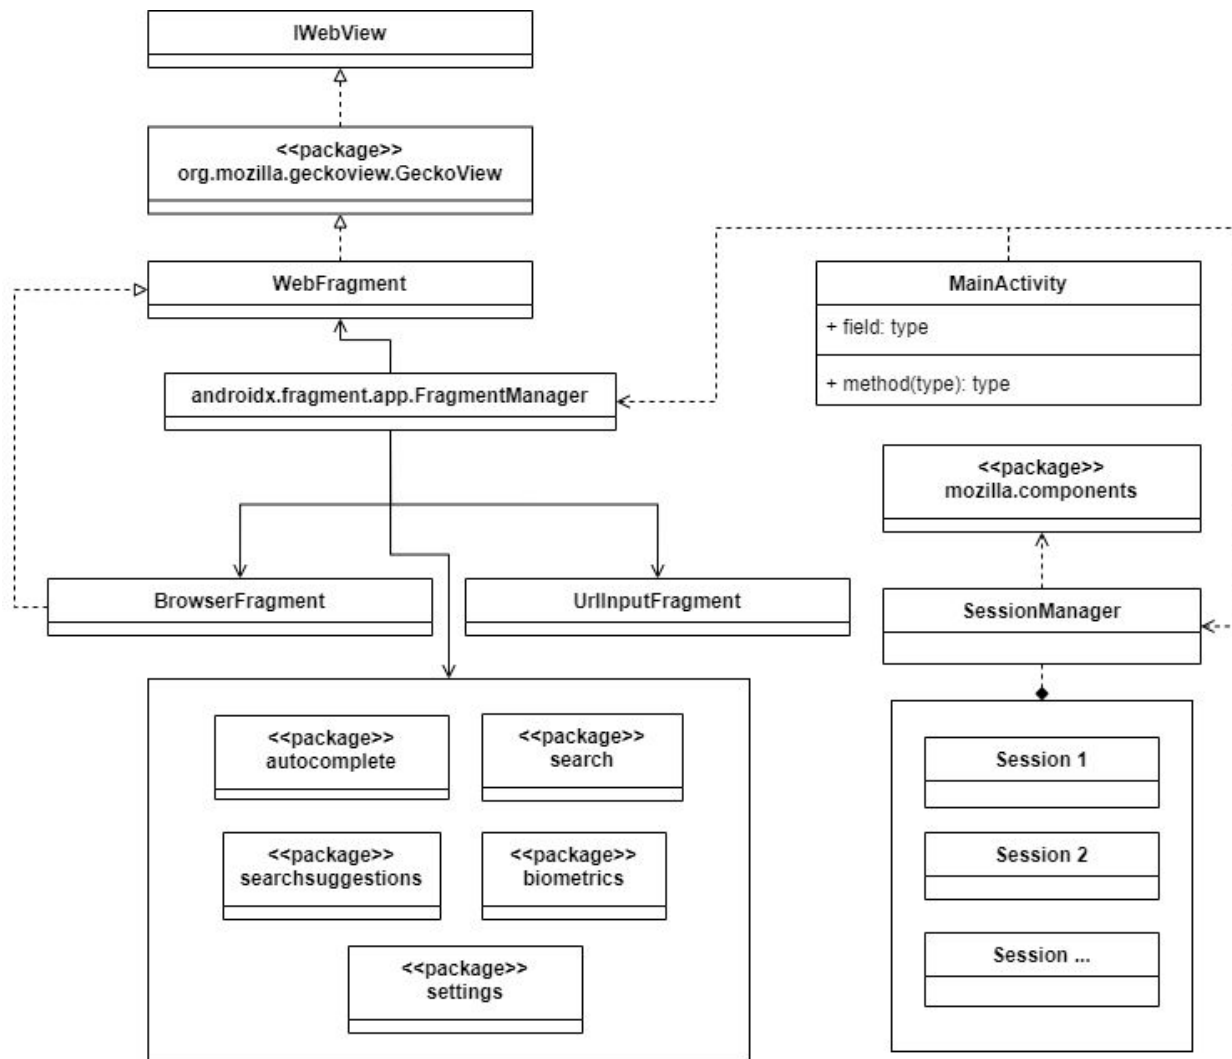 IWebView
<<package>>
org.mozilla.geckoview.GeckoView
WebFragment
MainActivity
+ field: type
+ method(type): type
androidx.fragment.app.FragmentManager
<<package>>
mozilla.components
BrowserFragment
UrlInputFragment
SessionManager
<<package>>
autocomplete
<<package>>
search
<<package>>
searchsuggestions
<<package>>
biometrics
<<package>>
settings
Session 1
Session 2
Session ...